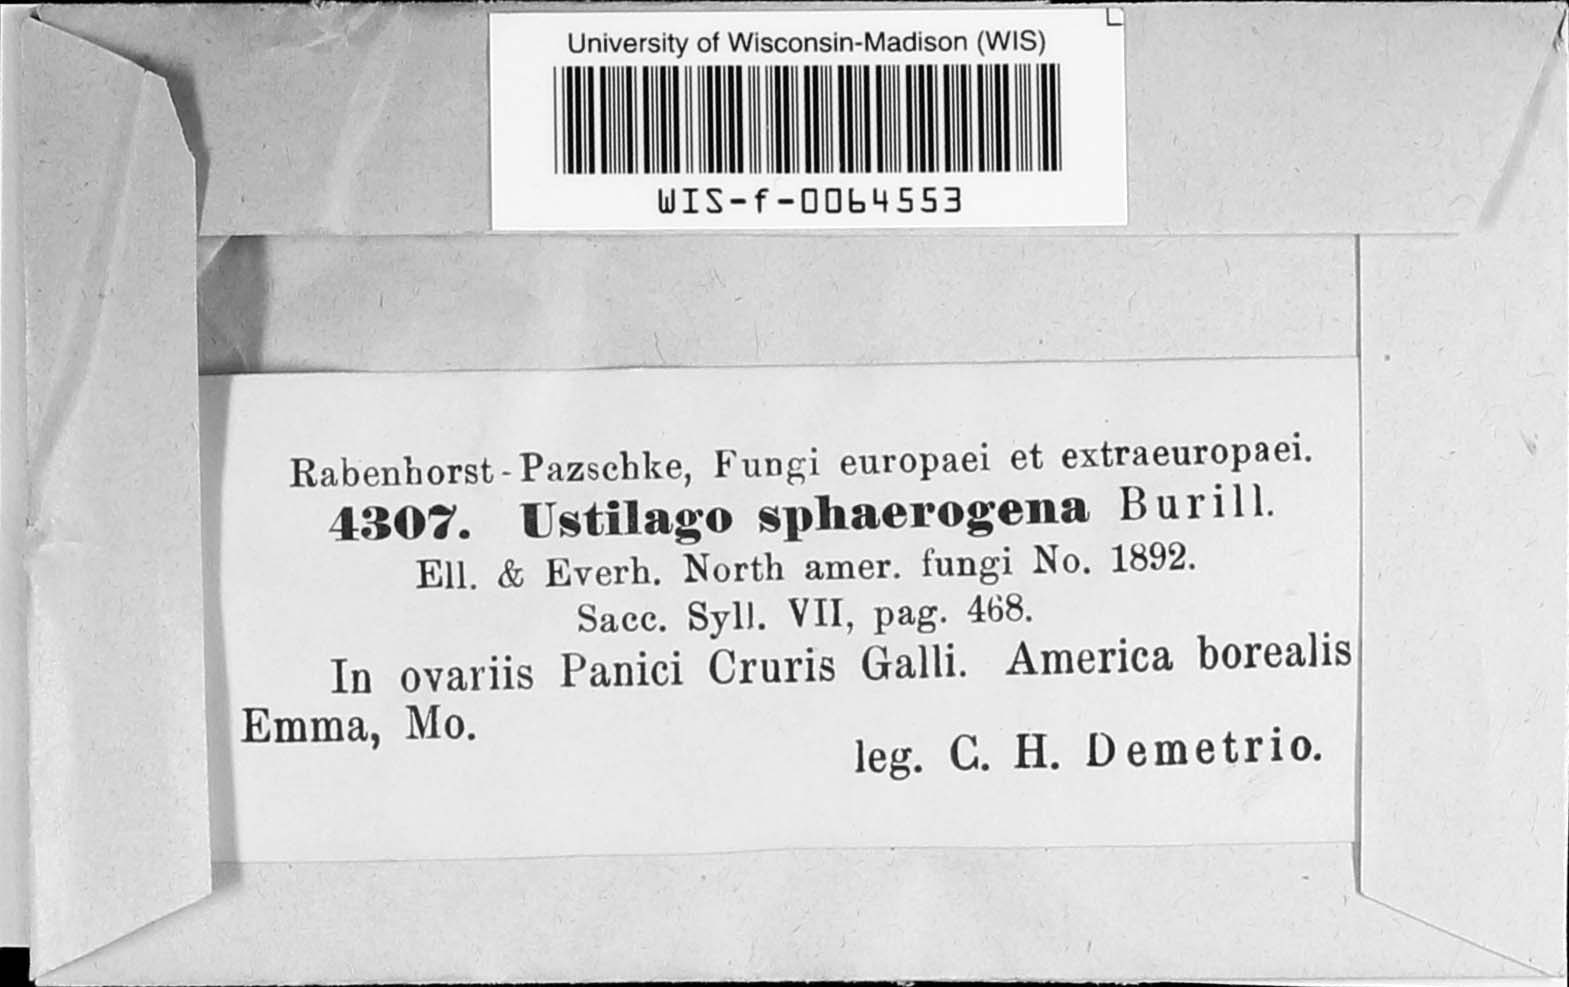 University of Wisconsin-Madison (WIS)
WIS-f-0064553
Rabenhorst-Pazschke, Fungi europaei et extraeuropaei.
4307. Ustilago sphaerogena Burill.
Ell. & Everh. North amer. fungi No. 1892.
Sacc. Syll. VII, pag. 468.
In ovariis Panici Cruris Galli. America borealis
Emma, Mo.
leg. C. H. Demetrio.